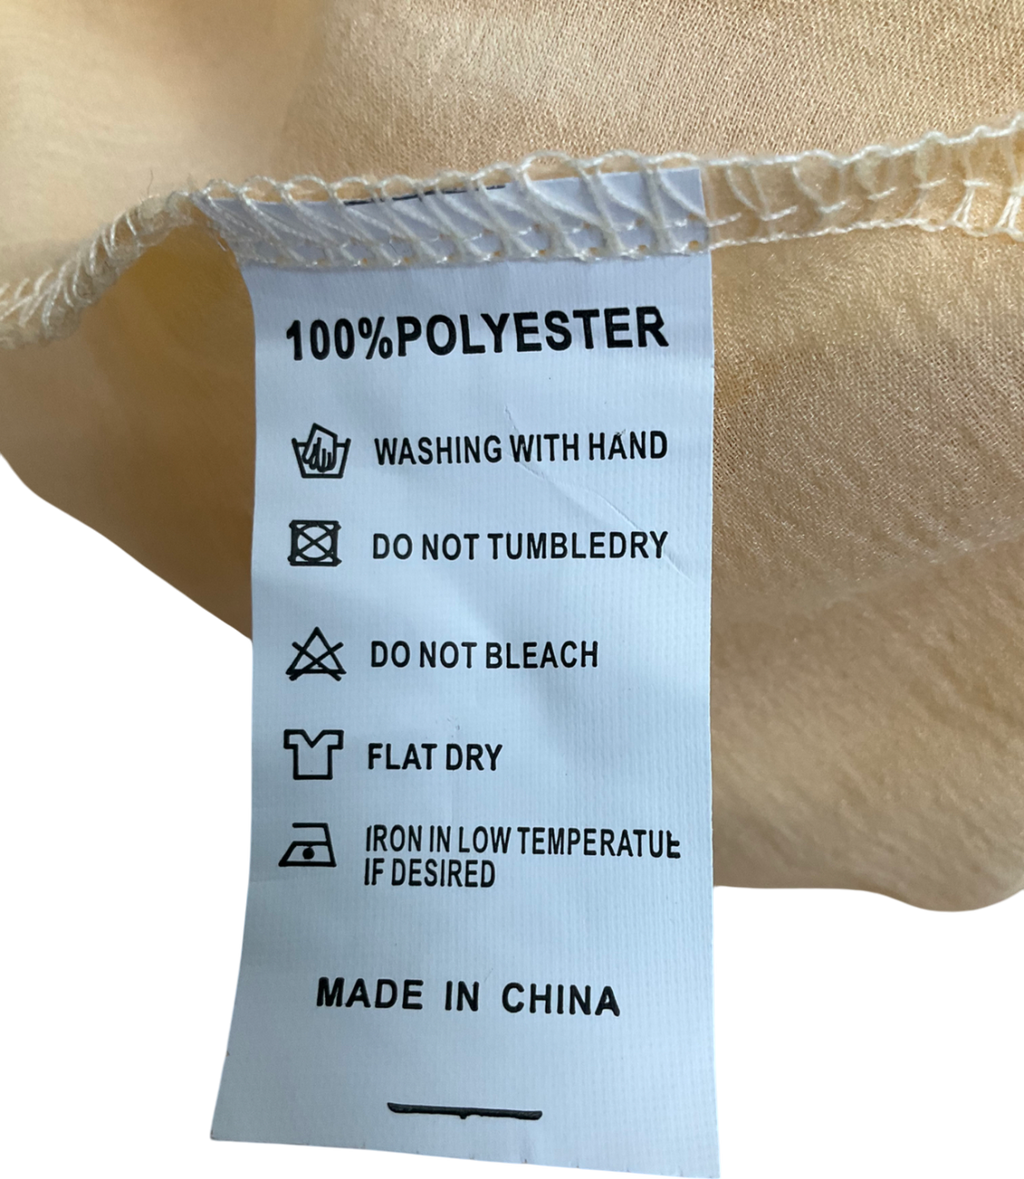 100%POLYESTER
WASHING WITH HAND
DO NOT TUMBLEDRY
DO NOT BLEACH
FLAT DRY
IRON IN LOW TEMPERATUE
IF DESIRED
MADE IN CHINA